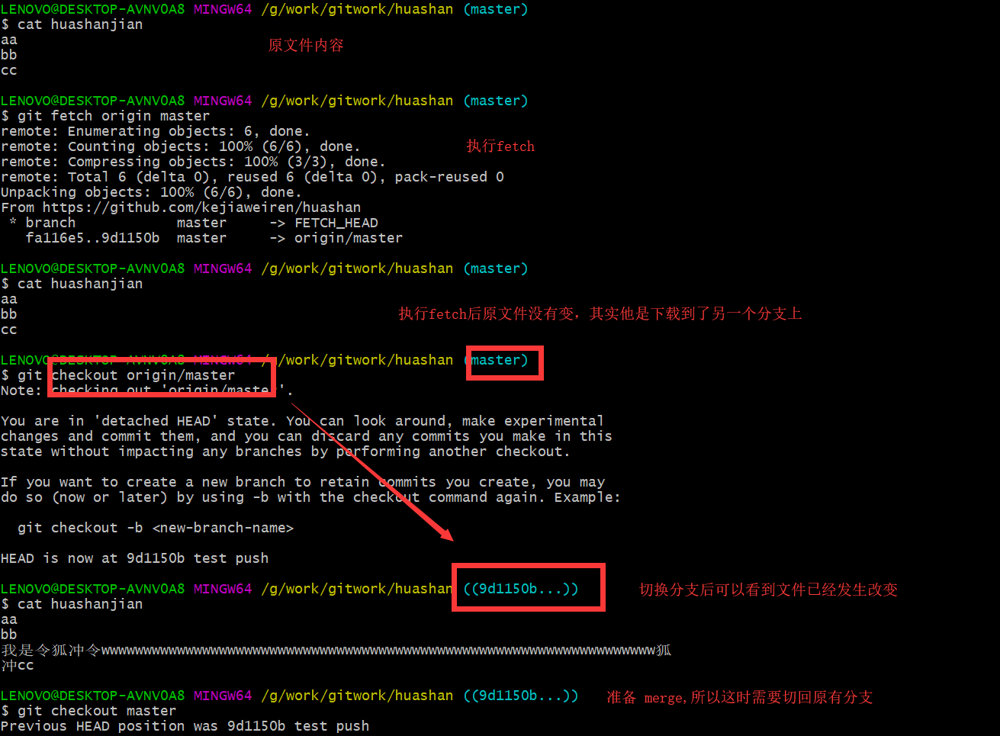 LENOVO@DESKTOP-AVNV0A8 MINGW64 /g/work/gitwork/huashan (master)
$ cat huashanjian
aa
原文件内容
bb
cc
LENOVO@DESKTOP-AVNV0A8 MINGW64 /g/work/gitwork/huashan (master)
$ git fetch origin master
remote: Enumerating objects: 6, done.
remote: Counting objects: 100% (6/6), done.
执行fetch
remote: Compressing objects: 100% (3/3), done.
remote: Total 6 (delta 0), reused 6 (delta 0), pack-reused 0
Unpacking objects: 100% (6/6), done.
From https://github.com/kejiaweiren/huashan
 * branch            master     -> FETCH_HEAD
   fa116e5..9d1150b  master     -> origin/master
LENOVO@DESKTOP-AVNV0A8 MINGW64 /g/work/gitwork/huashan (master)
$ cat huashanjian
aa
bb
执行fetch后原文件没有变，其实他是下载到了另一个分支上
cc
LENOVO@DESKTOP-AVNV0A8 MINGW64 /g/work/gitwork/huashan (master)
$ git checkout origin/master
Note: checking out 'origin/master'.
You are in 'detached HEAD' state. You can look around, make experimental
changes and commit them, and you can discard any commits you make in this
state without impacting any branches by performing another checkout.
If you want to create a new branch to retain commits you create, you may
do so (now or later) by using -b with the checkout command again. Example:
  git checkout -b <new-branch-name>
HEAD is now at 9d1150b test push
LENOVO@DESKTOP-AVNV0A8 MINGW64 /g/work/gitwork/huashan ((9d1150b...))
切换分支后可以看到文件已经发生改变
$ cat huashanjian
aa
bb
我是令狐冲令wwwwwwwwwwwwwwwwwwwwwwwwwwwwwwwwwwwwwwwwwwwwwwwwwwwwwwwwwwwwwwwwww狐
冲cc
LENOVO@DESKTOP-AVNV0A8 MINGW64 /g/work/gitwork/huashan ((9d1150b...))
准备 merge,所以这时需要切回原有分支
$ git checkout master
Previous HEAD position was 9d1150b test push